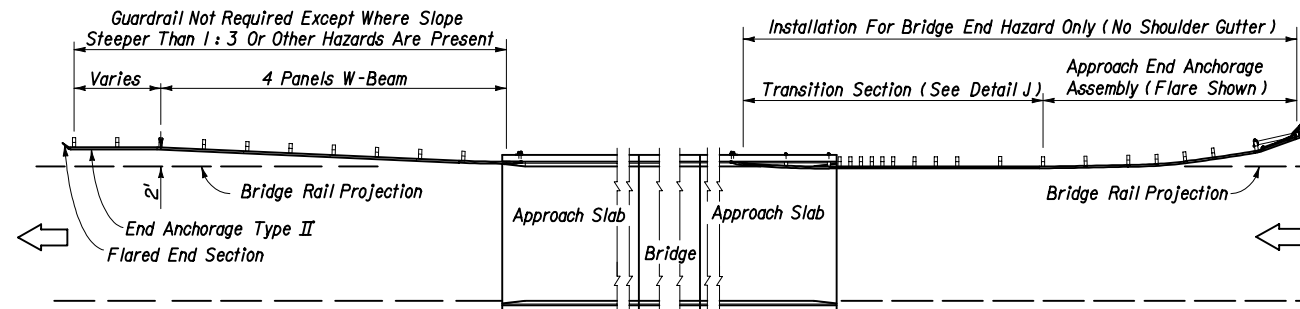 Guardrail Not Required Except Where Slope
Steeper Than 1 : 3 Or Other Hazards Are Present
Varies
4 Panels W-Beam
Installation For Bridge End Hazard Only (No Shoulder Gutter)
Approach End Anchorage
Assembly (Flare Shown)
Transition Section (See Detail J)
2'
Bridge Rail Projection
Bridge Rail Projection
End Anchorage Type II
Flared End Section
Approach Slab
Bridge
Approach Slab